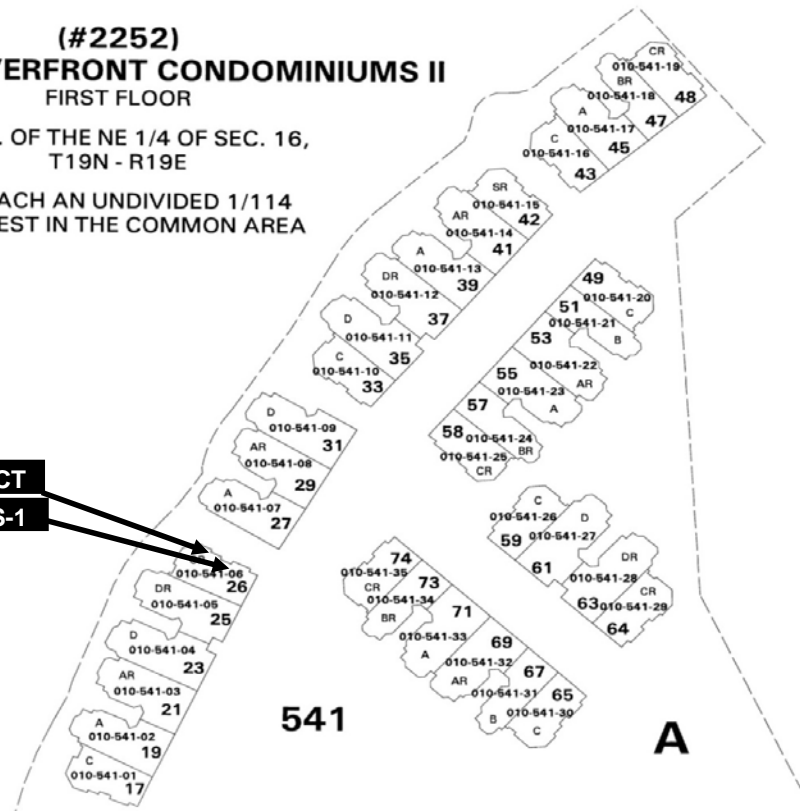 (#2252)
VERFRONT CONDOMINIUMS II
FIRST FLOOR
. OF THE NE 1/4 OF SEC. 16,
T19N - R19E
ACH AN UNDIVIDED 1/114
EST IN THE COMMON AREA
CR
010-541-19
BR
010-541-18
48
A
47
010-541-17
C
45
010-541-16
43
SR
010-541-15
AR
42
010-541-14
A
41
010-541-13
DR
39
010-541-12
D
37
010-541-11
C
35
010-541-10
33
49
010-541-20
51
C
010-541-21
53
B
010-541-22
55
AR
010-541-23
57
A
58
010-541-24
BR
010-541-25
CR
D
010-541-09
31
AR
010-541-08
29
A
010-541-07
27
CT
S-1
010-541-06
26
DR
010-541-05
25
D
010-541-04
23
AR
010-541-03
21
A
010-541-02
19
C
010-541-01
17
C
010-541-26
D
59
010-541-27
61
DR
010-541-28
CR
63
010-541-29
64
74
010-541-35
73
CR
010-541-34
71
BR
010-541-33
69
A
010-541-32
67
AR
010-541-31
65
010-541-30
B
C
541
A